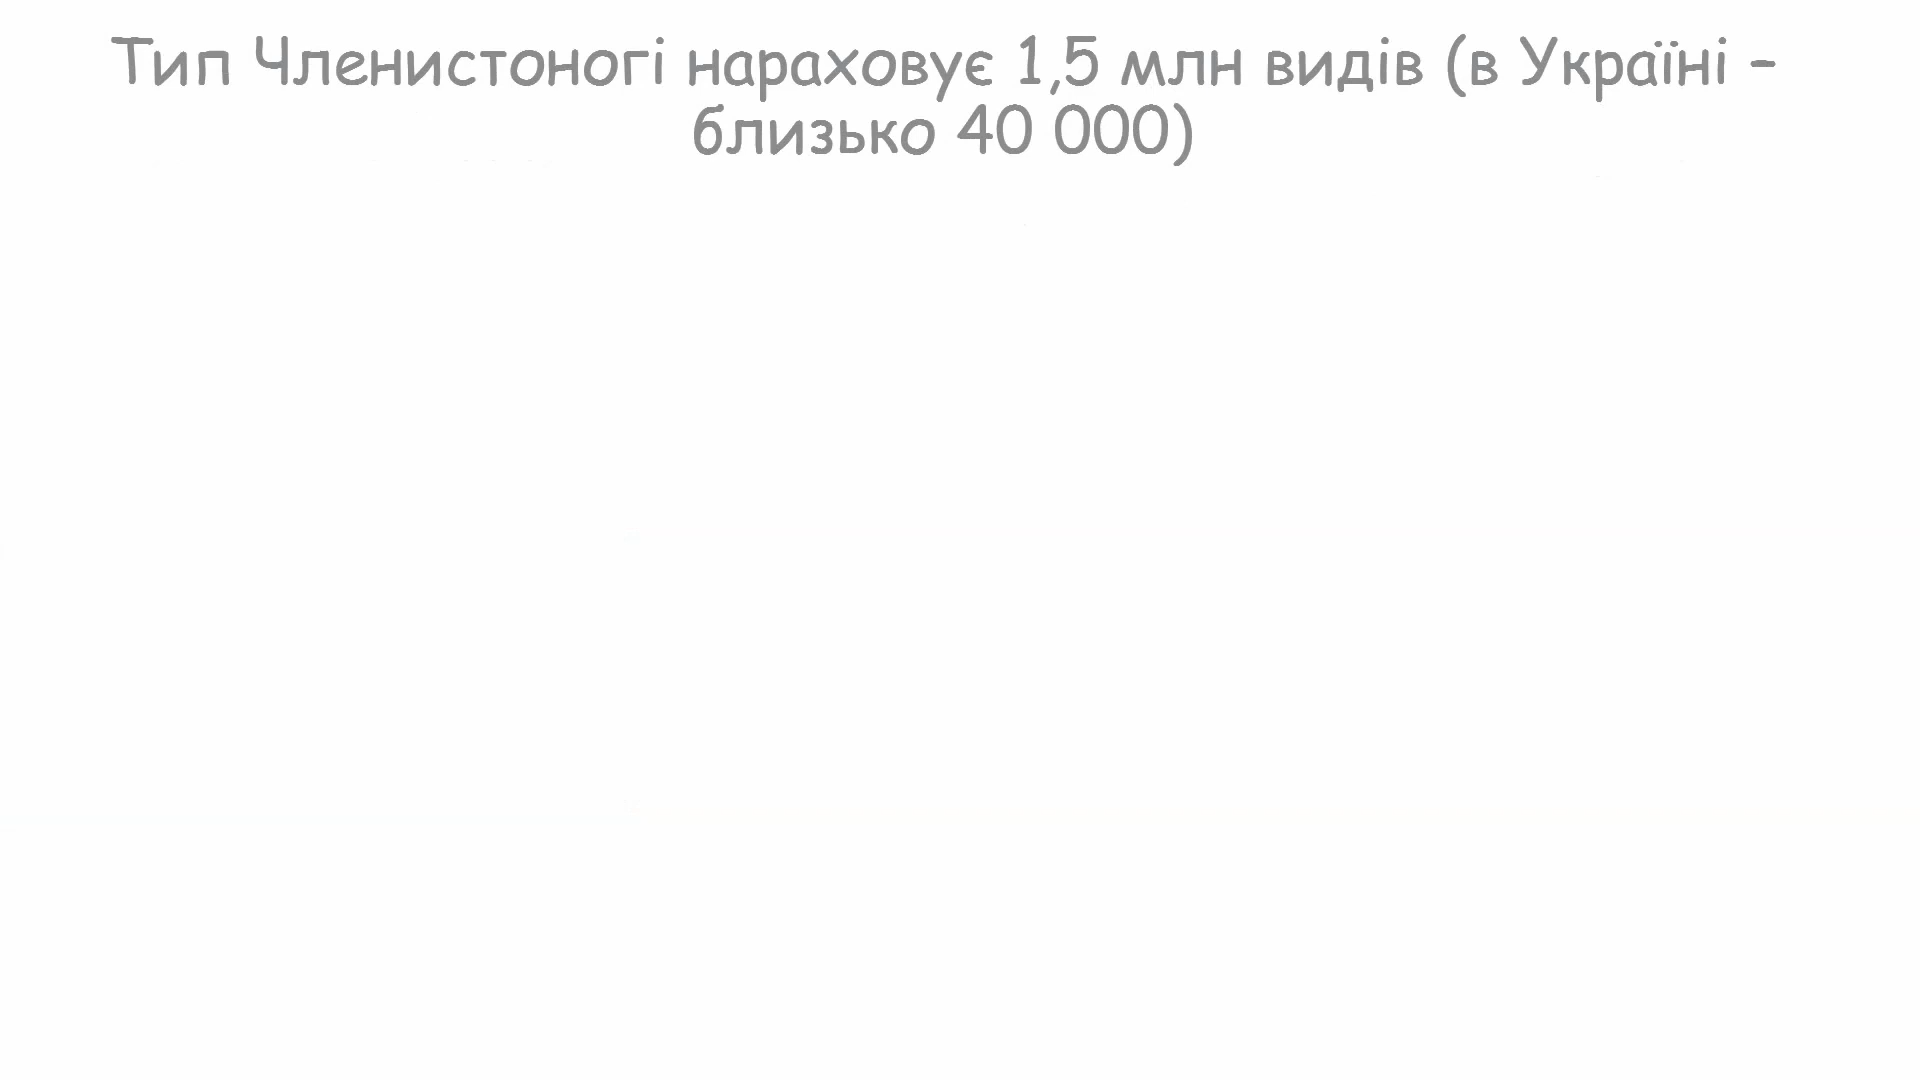 Тип Членистоногі нараховує 1,5 млн видів (в Україні –
близько 40 000)